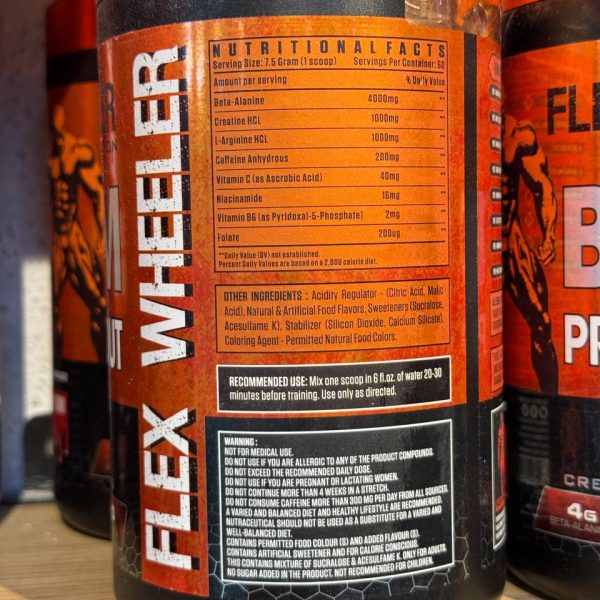 FLEX WHEELER
NUTRITIONAL FACTS
Serving Size: 7.5 Gram (1 scoop) Servings Per Container: 60
Amount per serving % Daily Value
Beta-Alanine 4000mg **
Creatine HCL 1000mg **
L-Arginine HCL 1000mg **
Caffeine Anhydrous 200mg **
Vitamin C (as Ascorbic Acid) 40mg **
Niacinamide 16mg **
Vitamin B6 (as Pyridoxal-5-Phosphate) 2mg **
Folate 200ug **
**Daily Value (DV) not established.
Percent Daily Values are based on a 2,000 calorie diet.
OTHER INGREDIENTS : Acidity Regulator - (Citric Acid, Malic
Acid), Natural & Artificial Food Flavors, Sweeteners (Sucralose,
Acesulfame K), Stabilizer (Silicon Dioxide, Calcium Silicate),
Coloring Agent - Permitted Natural Food Colors.
RECOMMENDED USE: Mix one scoop in 6 fl.oz. of water 20-30
minutes before training. Use only as directed.
WARNING :
NOT FOR MEDICAL USE.
DO NOT USE IF YOU ARE ALLERGIC TO ANY OF THE PRODUCT COMPOUNDS.
DO NOT EXCEED THE RECOMMENDED DAILY DOSE.
DO NOT USE IF YOU ARE PREGNANT OR LACTATING WOMEN.
DO NOT CONTINUE MORE THAN 4 WEEKS IN A STRETCH.
DO NOT CONSUME CAFFEINE MORE THAN 300 MG PER DAY FROM ALL SOURCES.
A VARIED AND BALANCED DIET AND HEALTHY LIFESTYLE ARE RECOMMENDED.
NUTRACEUTICAL SHOULD NOT BE USED AS A SUBSTITUTE FOR A VARIED AND
WELL-BALANCED DIET.
CONTAINS PERMITTED FOOD COLOUR (S) AND ADDED FLAVOUR (S).
CONTAINS ARTIFICIAL SWEETENER AND FOR CALORIE CONSCIOUS.
THIS CONTAINS MIXTURE OF SUCRALOSE & ACESULFAME K. ONLY FOR ADULTS.
NO SUGAR ADDED IN THE PRODUCT. NOT RECOMMENDED FOR CHILDREN.
UT
FLE
B
PR
CRE
4G
BETA-ALAN